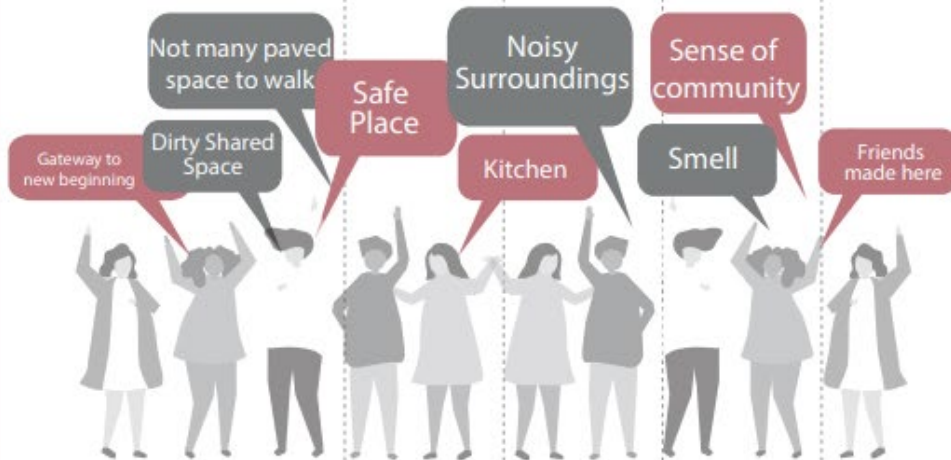 Not many paved
space to walk
Noisy
Surroundings
Sense of
community
Safe
Place
Dirty Shared
Space
Gateway to
new beginning
Kitchen
Smell
Friends
made here